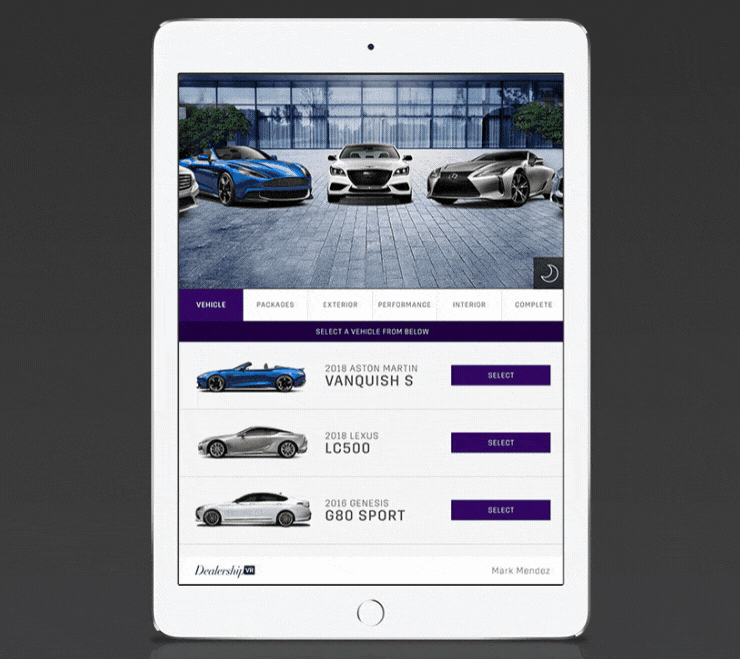 VEHICLE
PACKAGES
EXTERIOR
PERFORMANCE
INTERIOR
COMPLETE
SELECT A VEHICLE FROM BELOW
2018 ASTON MARTIN
VANQUISH S
SELECT
2018 LEXUS
LC500
SELECT
2016 GENESIS
G80 SPORT
SELECT
Dealership VR
Mark Mendez